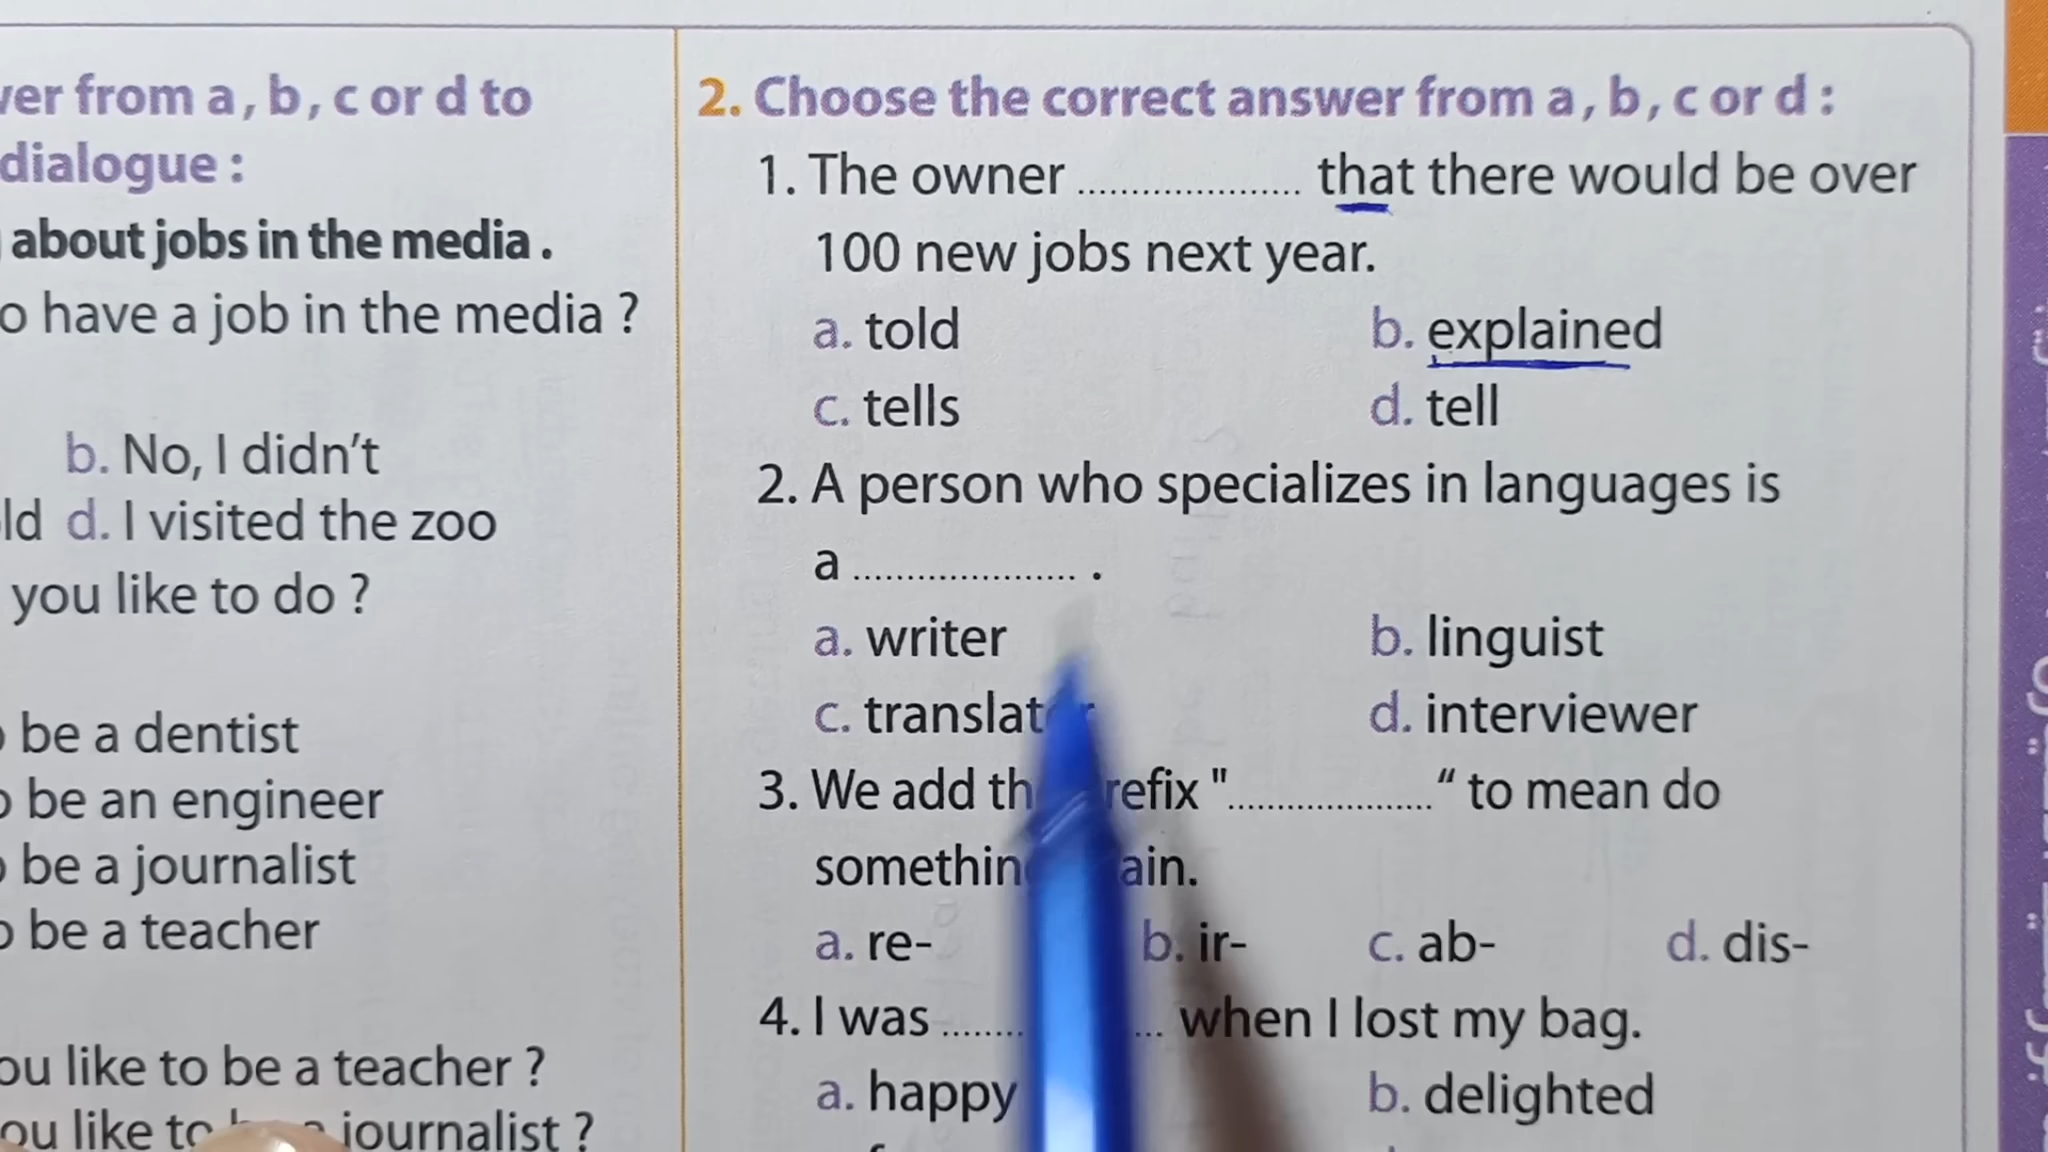 ver from a , b , c or d to
dialogue :
about jobs in the media .
o have a job in the media ?
b. No, I didn't
ld d. I visited the zoo
you like to do ?
be a dentist
be an engineer
be a journalist
be a teacher
ou like to be a teacher ?
ou like to journalist ?
2. Choose the correct answer from a , b , c or d :
1. The owner .................... that there would be over
100 new jobs next year.
a. told b. explained
c. tells d. tell
2. A person who specializes in languages is
a .................... .
a. writer b. linguist
c. translator d. interviewer
3. We add the prefix "...................“ to mean do
something again.
a. re- b. ir- c. ab- d. dis-
4. I was .................... when I lost my bag.
a. happy b. delighted